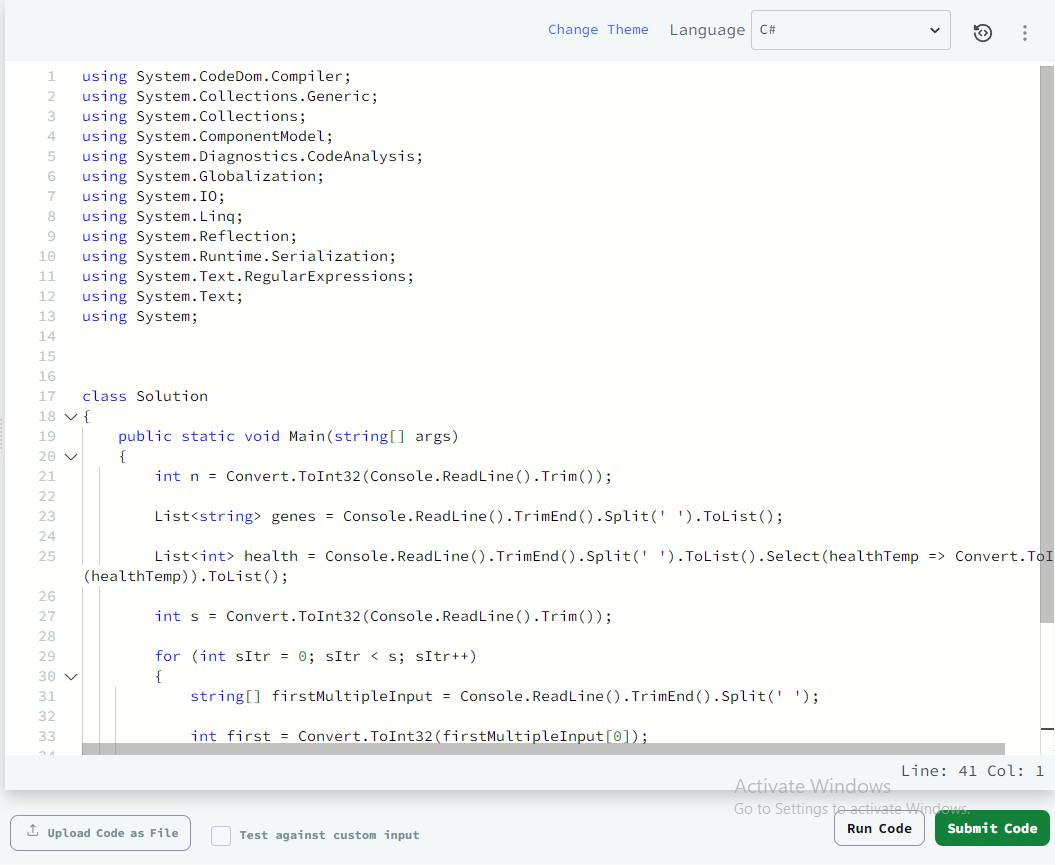 Change Theme Language C#
1 using System.CodeDom.Compiler;
2 using System.Collections.Generic;
3 using System.Collections;
4 using System.ComponentModel;
5 using System.Diagnostics.CodeAnalysis;
6 using System.Globalization;
7 using System.IO;
8 using System.Linq;
9 using System.Reflection;
10 using System.Runtime.Serialization;
11 using System.Text.RegularExpressions;
12 using System.Text;
13 using System;
14
15
16
17 class Solution
18 {
19 public static void Main(string[] args)
20 {
21 int n = Convert.ToInt32(Console.ReadLine().Trim());
22
23 List<string> genes = Console.ReadLine().TrimEnd().Split(' ').ToList();
24
25 List<int> health = Console.ReadLine().TrimEnd().Split(' ').ToList().Select(healthTemp => Convert.ToI
(healthTemp)).ToList();
26
27 int s = Convert.ToInt32(Console.ReadLine().Trim());
28
29 for (int sItr = 0; sItr < s; sItr++)
30 {
31 string[] firstMultipleInput = Console.ReadLine().TrimEnd().Split(' ');
32
33 int first = Convert.ToInt32(firstMultipleInput[0]);
Line: 41 Col: 1
Activate Windows
Go to Settings to activate Windows.
Upload Code as File
Test against custom input
Run Code
Submit Code